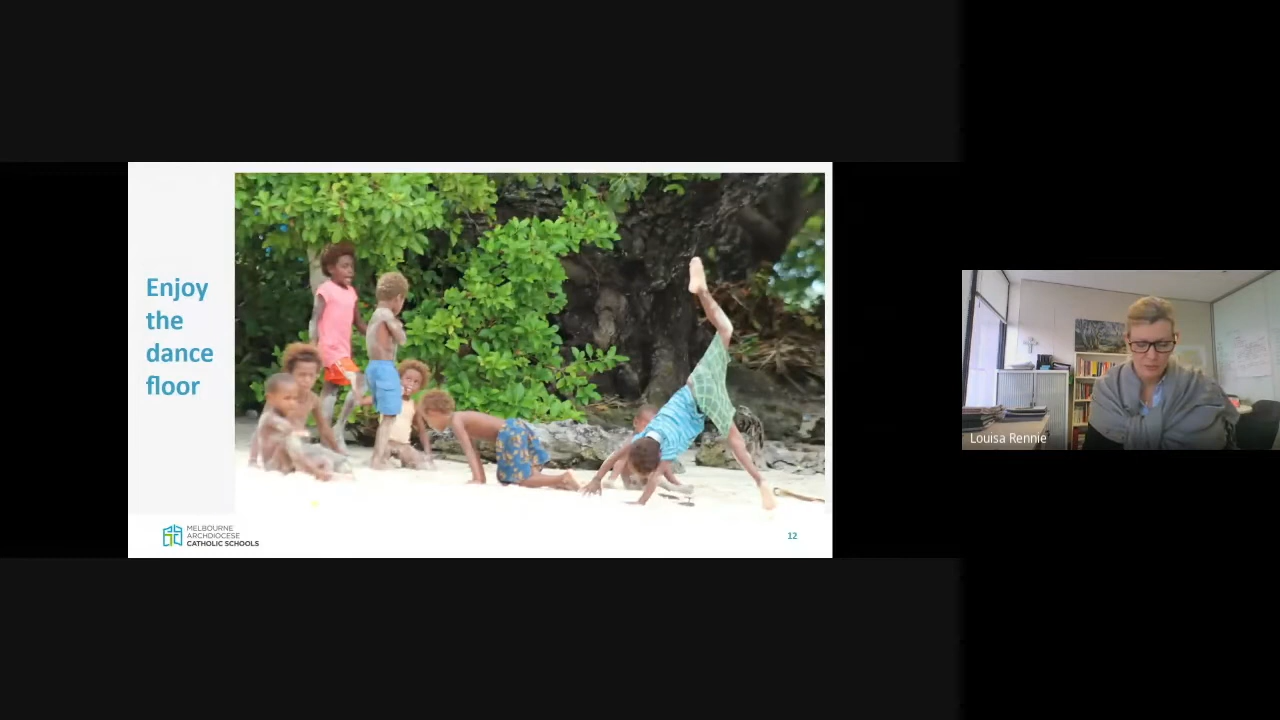 Enjoy
the
dance
floor
MELBOURNE
ARCHDIOCESE
CATHOLIC SCHOOLS
12
Louisa Rennie